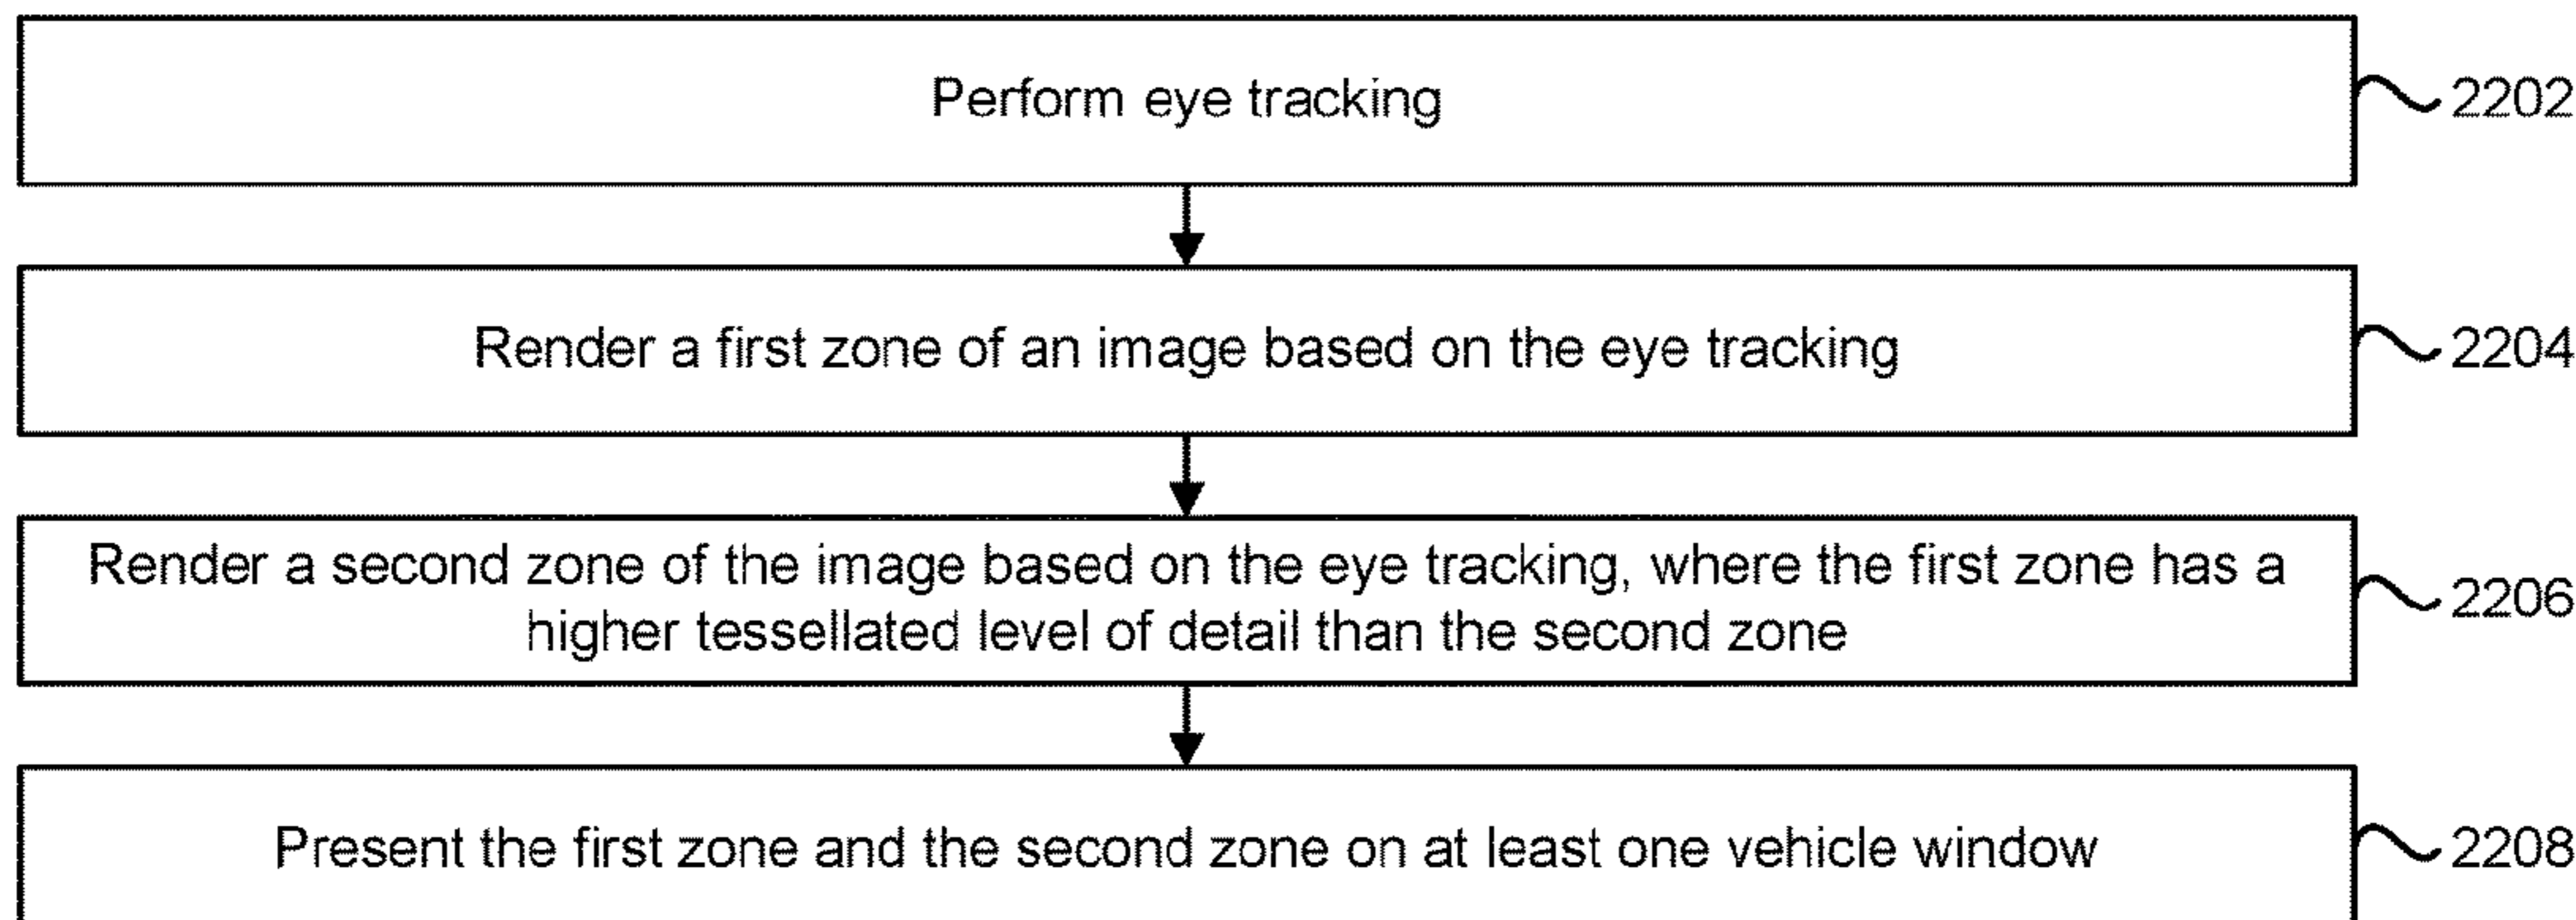 Perform eye tracking
2202
Render a first zone of an image based on the eye tracking
2204
Render a second zone of the image based on the eye tracking, where the first zone has a
higher tessellated level of detail than the second zone
2206
Present the first zone and the second zone on at least one vehicle window
2208